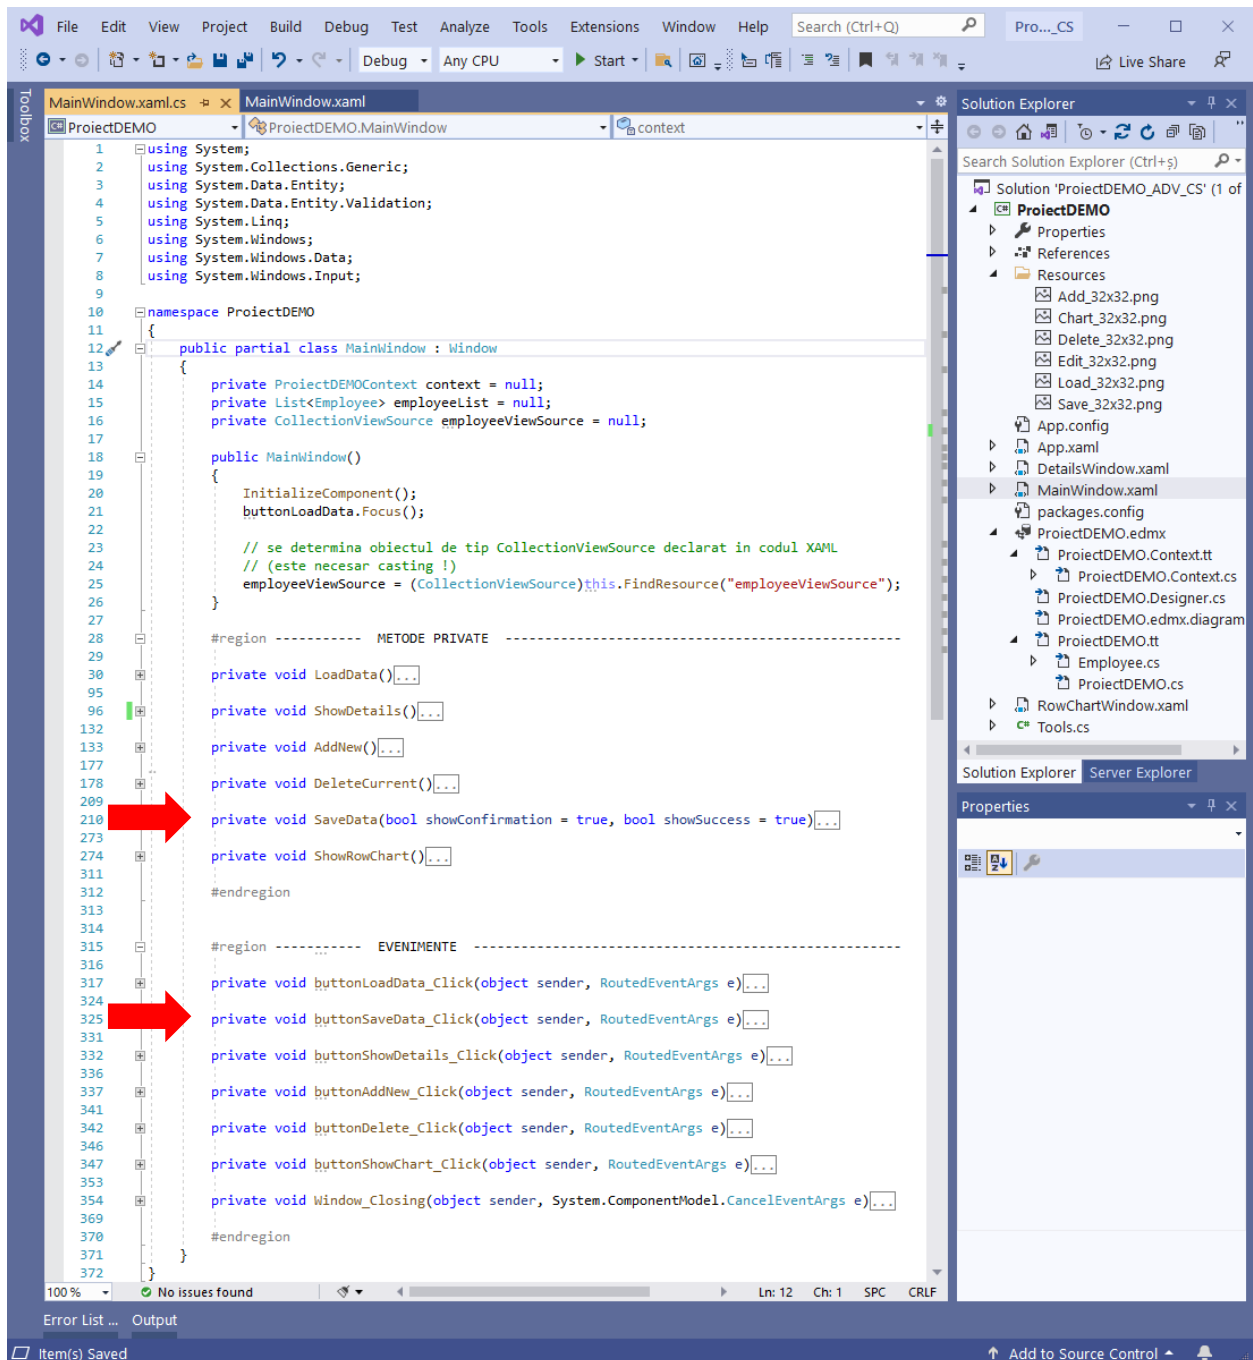 File Edit View Project Build Debug Test Analyze Tools Extensions Window Help Search (Ctrl+Q) Pro..._CS
Debug Any CPU Start Live Share
Toolbox
MainWindow.xaml.cs MainWindow.xaml
ProiectDEMO ProiectDEMO.MainWindow context
1 using System;
2 using System.Collections.Generic;
3 using System.Data.Entity;
4 using System.Data.Entity.Validation;
5 using System.Linq;
6 using System.Windows;
7 using System.Windows.Data;
8 using System.Windows.Input;
9
10 namespace ProiectDEMO
11 {
12 public partial class MainWindow : Window
13 {
14 private ProiectDEMOContext context = null;
15 private List<Employee> employeeList = null;
16 private CollectionViewSource employeeViewSource = null;
17
18 public MainWindow()
19 {
20 InitializeComponent();
21 buttonLoadData.Focus();
22
23 // se determina obiectul de tip CollectionViewSource declarat in codul XAML
24 // (este necesar casting !)
25 employeeViewSource = (CollectionViewSource)this.FindResource("employeeViewSource");
26 }
27
28 #region ----------- METODE PRIVATE --------------------------------------------------
29
30 private void LoadData()...
95
96 private void ShowDetails()...
132
133 private void AddNew()...
177
178 private void DeleteCurrent()...
209
210 private void SaveData(bool showConfirmation = true, bool showSuccess = true)...
273
274 private void ShowRowChart()...
311
312 #endregion
313
314
315 #region ----------- EVENIMENTE ------------------------------------------------------
316
317 private void buttonLoadData_Click(object sender, RoutedEventArgs e)...
324
325 private void buttonSaveData_Click(object sender, RoutedEventArgs e)...
331
332 private void buttonShowDetails_Click(object sender, RoutedEventArgs e)...
336
337 private void buttonAddNew_Click(object sender, RoutedEventArgs e)...
341
342 private void buttonDelete_Click(object sender, RoutedEventArgs e)...
346
347 private void buttonShowChart_Click(object sender, RoutedEventArgs e)...
353
354 private void Window_Closing(object sender, System.ComponentModel.CancelEventArgs e)...
369
370 #endregion
371 }
372 }
100 % No issues found Ln: 12 Ch: 1 SPC CRLF
Solution Explorer
Search Solution Explorer (Ctrl+ș)
Solution 'ProiectDEMO_ADV_CS' (1 of
ProiectDEMO
Properties
References
Resources
Add_32x32.png
Chart_32x32.png
Delete_32x32.png
Edit_32x32.png
Load_32x32.png
Save_32x32.png
App.config
App.xaml
DetailsWindow.xaml
MainWindow.xaml
packages.config
ProiectDEMO.edmx
ProiectDEMO.Context.tt
ProiectDEMO.Context.cs
ProiectDEMO.Designer.cs
ProiectDEMO.edmx.diagram
ProiectDEMO.tt
Employee.cs
ProiectDEMO.cs
RowChartWindow.xaml
C# Tools.cs
Solution Explorer Server Explorer
Properties
Error List ... Output
Item(s) Saved Add to Source Control